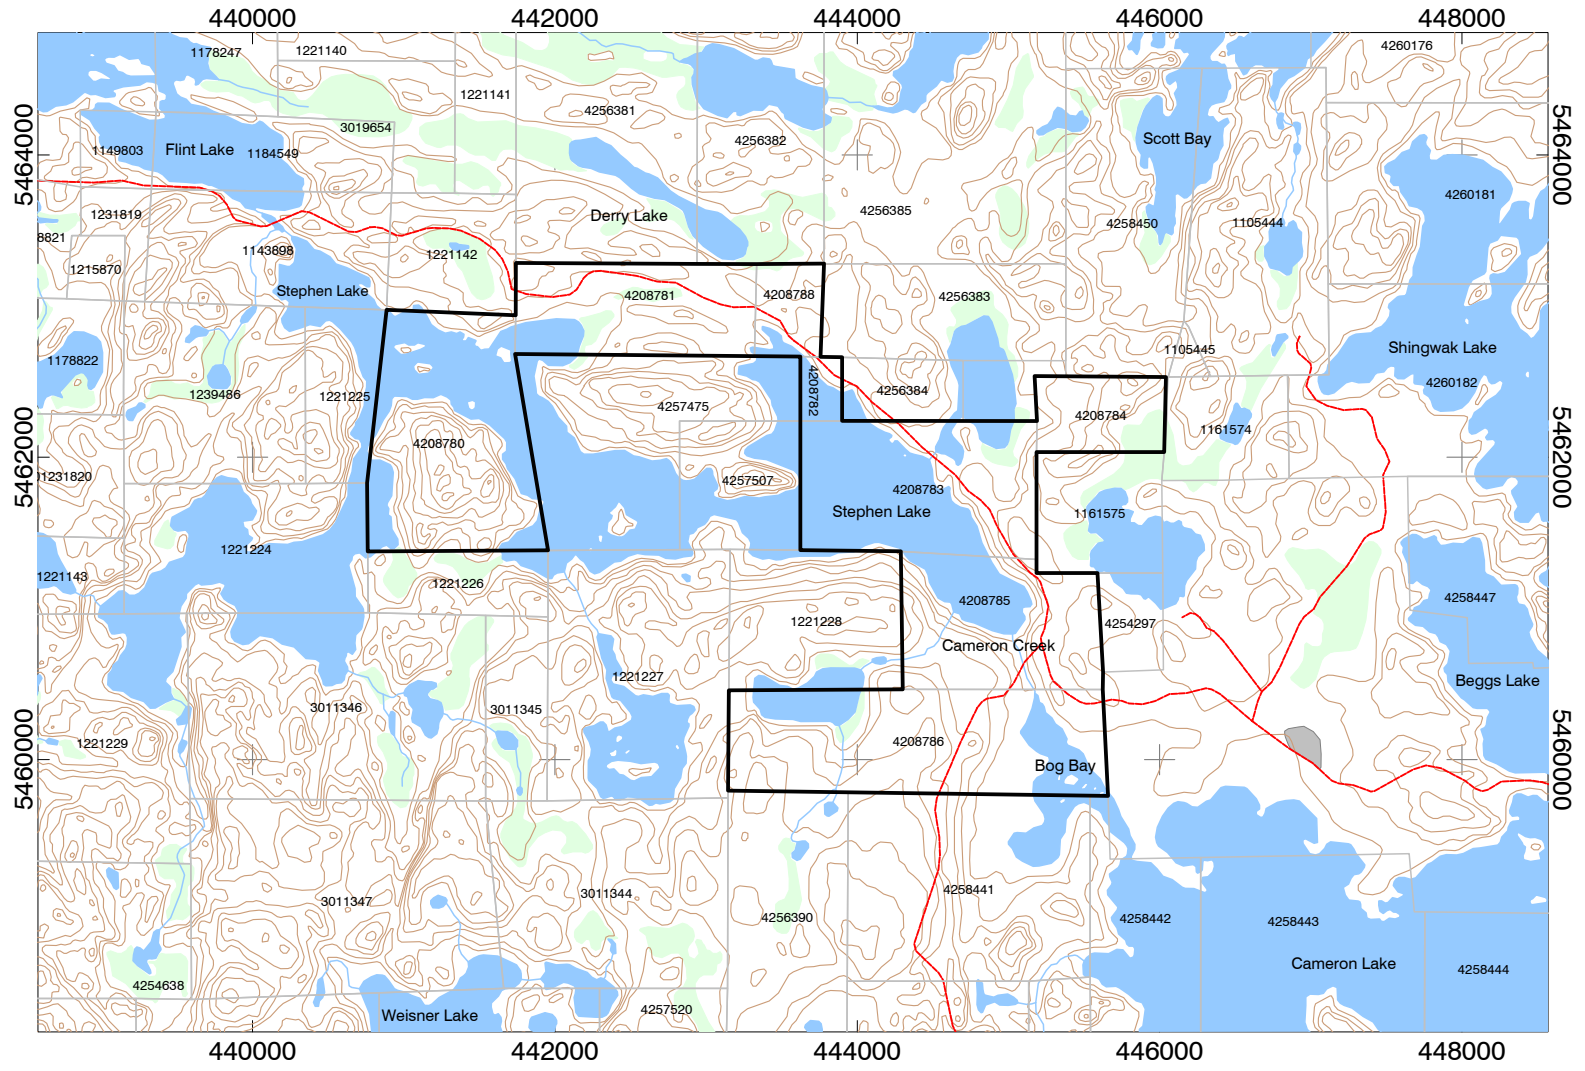 440000 442000 444000 446000 448000
1178247 1221140 4260176
1221141 4256381
3019654 4256382 Scott Bay
5464000 1149803 Flint Lake 1184549 5464000
4260181
1231819 Derry Lake 4256385 4258450 1105444
8821 1143898 1221142
1215870
Stephen Lake 4208781 4208788 4256383
1178822 1105445 Shingwak Lake
1239486 1221225 4208782 4256384 4260182
4257475 4208784
5462000 4208780 1161574 5462000
1231820 4257507 4208783
Stephen Lake 1161575
1221224
1221143 1221226
4208785 4258447
1221228 4254297
Cameron Creek
1221227 Beggs Lake
3011346 3011345
1221229 4208786
5460000 Bog Bay 5460000
3011347 3011344 4258441
4256390 4258442 4258443
Cameron Lake 4258444
4254638
Weisner Lake 4257520
440000 442000 444000 446000 448000